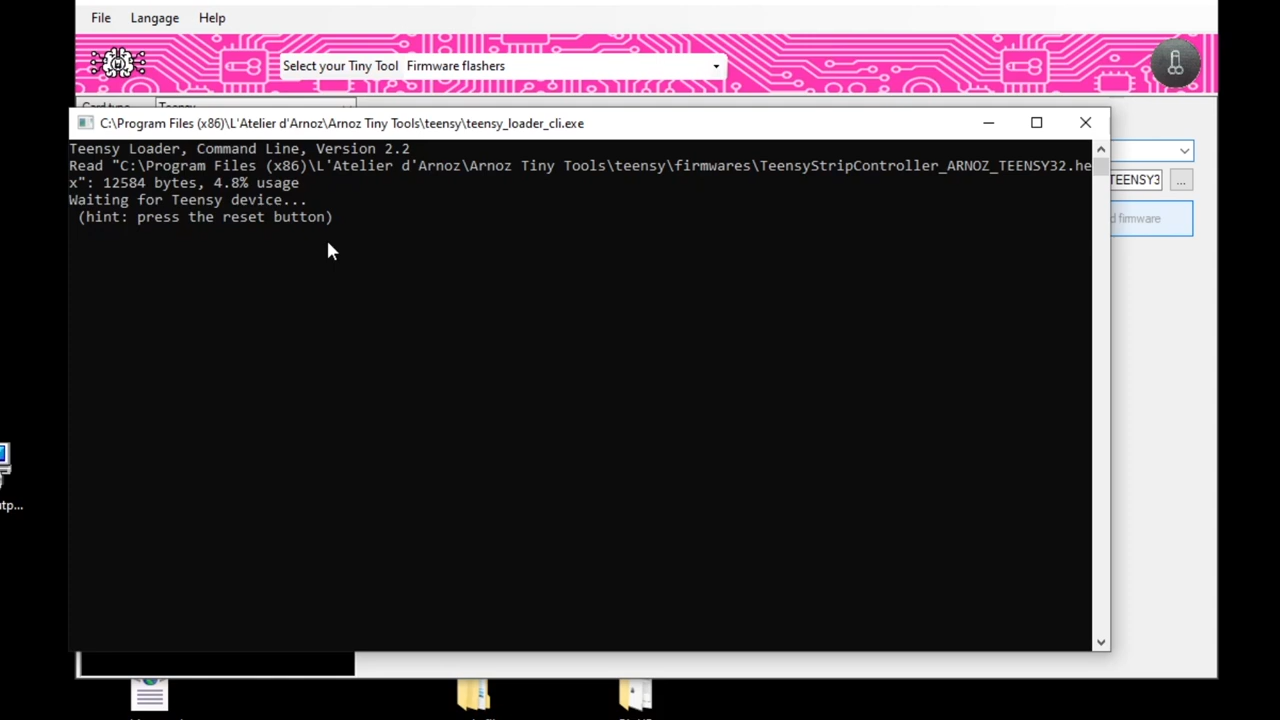 File Langage Help
Select your Tiny Tool Firmware flashers
C:\Program Files (x86)\L'Atelier d'Arnoz\Arnoz Tiny Tools\teensy\teensy_loader_cli.exe
Teensy Loader, Command Line, Version 2.2
Read "C:\Program Files (x86)\L'Atelier d'Arnoz\Arnoz Tiny Tools\teensy\firmwares\TeensyStripController_ARNOZ_TEENSY32.he
x": 12584 bytes, 4.8% usage
Waiting for Teensy device...
(hint: press the reset button)
TEENSY3
...
d firmware